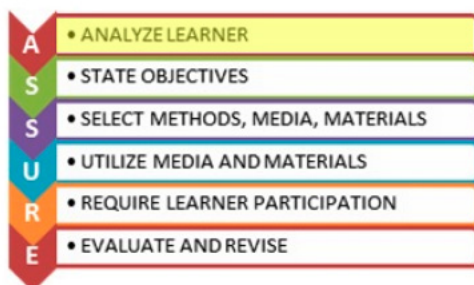 A • ANALYZE LEARNER
S • STATE OBJECTIVES
S • SELECT METHODS, MEDIA, MATERIALS
U • UTILIZE MEDIA AND MATERIALS
R • REQUIRE LEARNER PARTICIPATION
E • EVALUATE AND REVISE